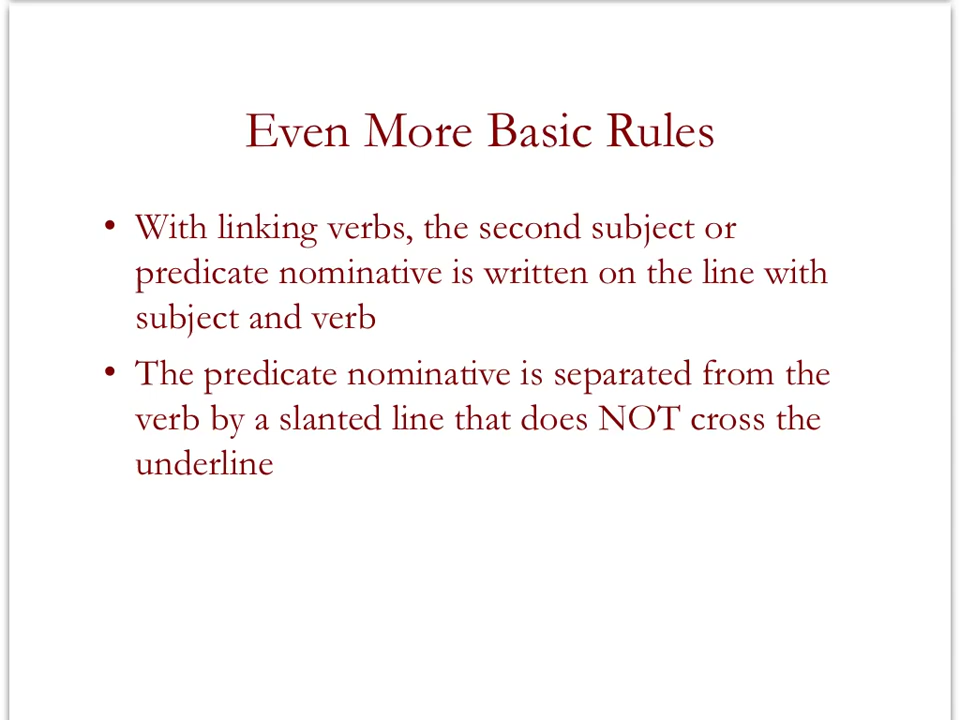 Even More Basic Rules
• With linking verbs, the second subject or
predicate nominative is written on the line with
subject and verb
• The predicate nominative is separated from the
verb by a slanted line that does NOT cross the
underline